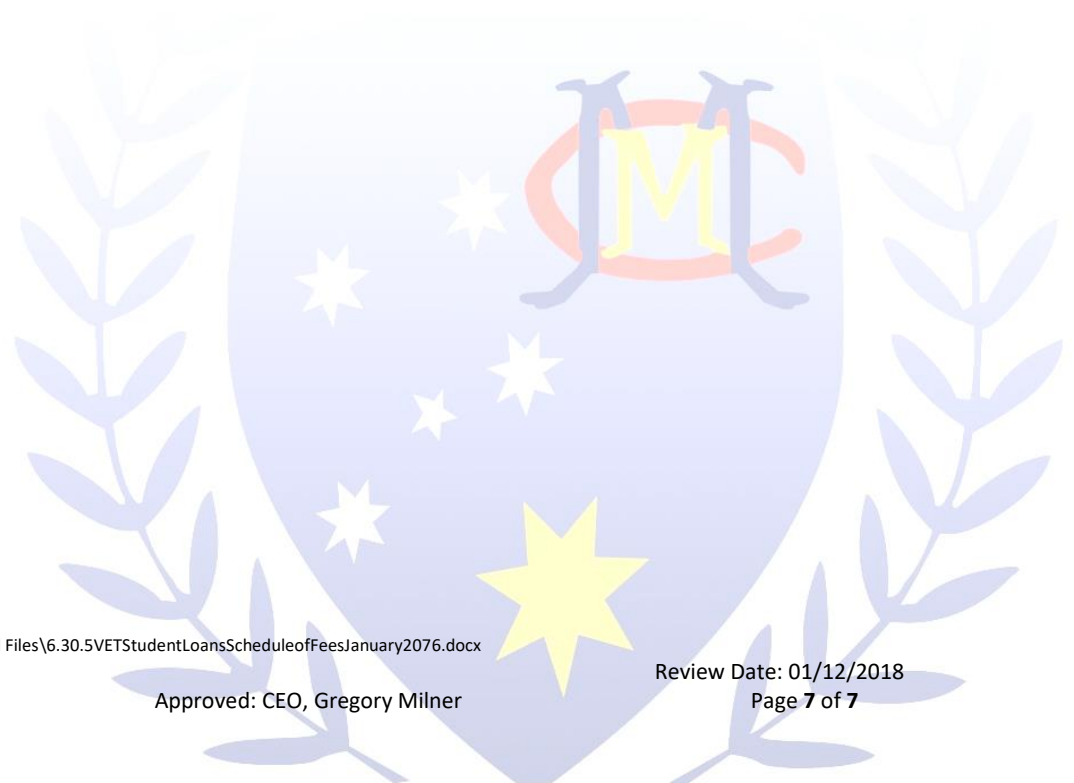 Files\6.30.5VETStudentLoansScheduleofFeesJanuary2076.docx
Review Date: 01/12/2018
Approved: CEO, Gregory Milner
Page 7 of 7